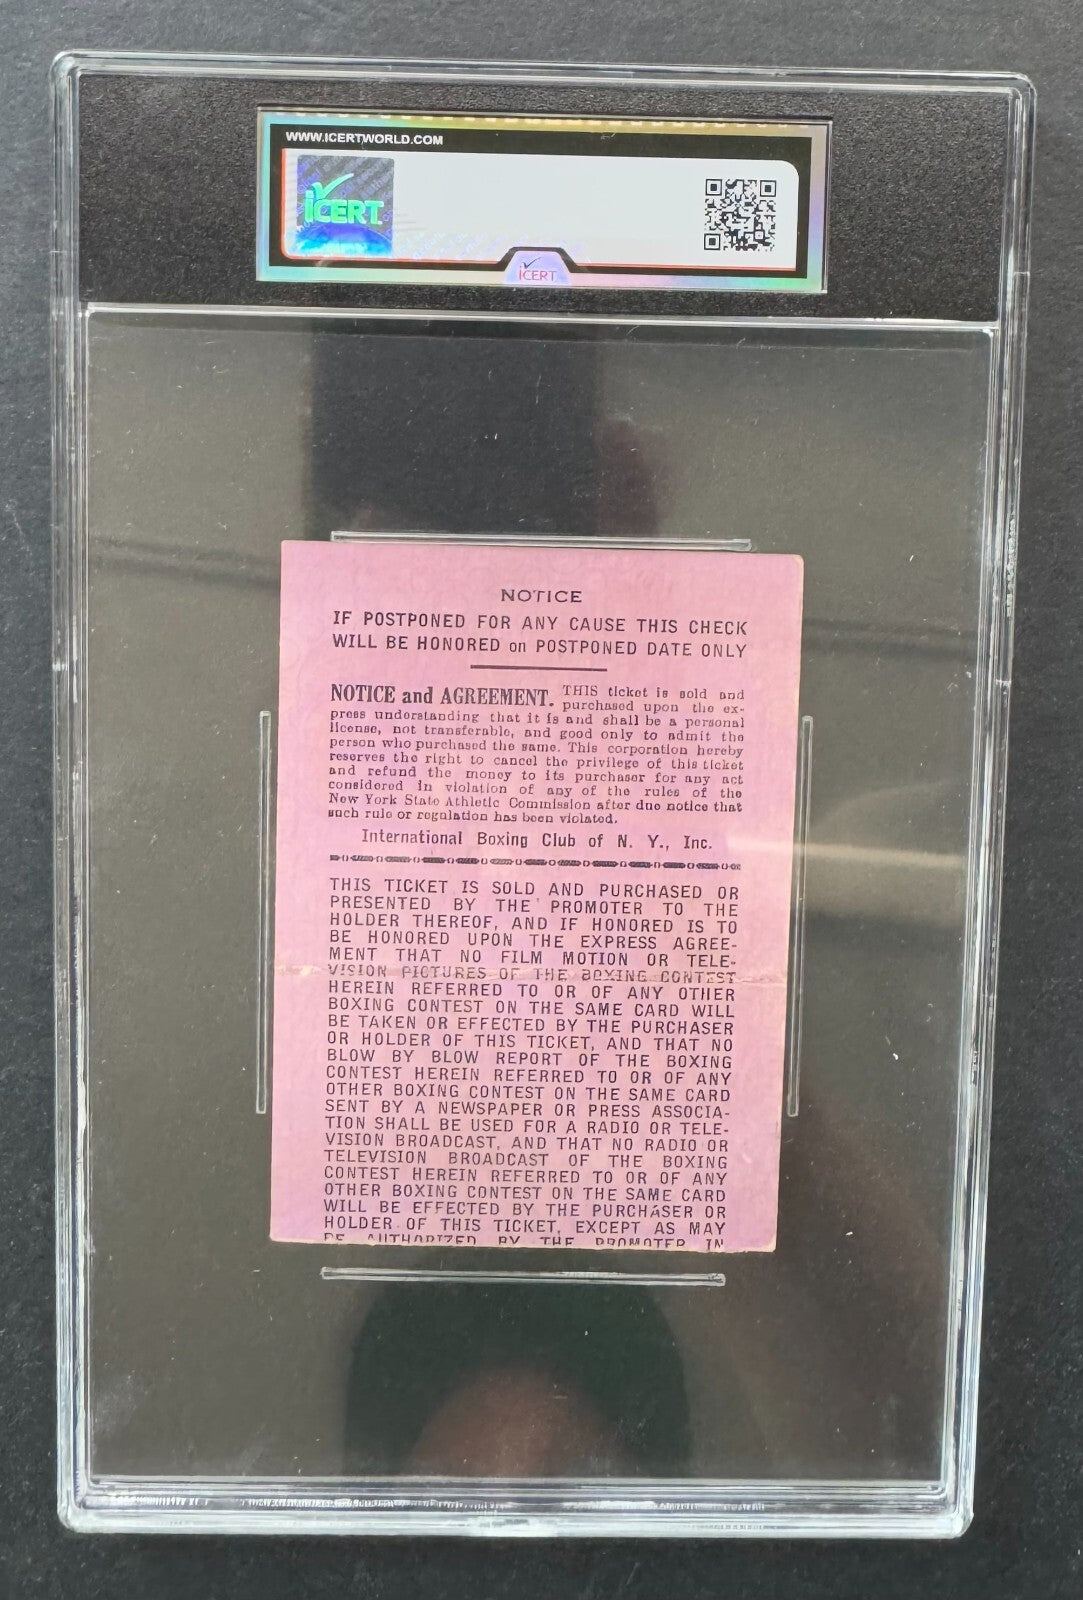 WWW.ICERTWORLD.COM
iCERT
iCERT
NOTICE
IF POSTPONED FOR ANY CAUSE THIS CHECK
WILL BE HONORED on POSTPONED DATE ONLY
NOTICE and AGREEMENT. THIS ticket is sold and
purchased upon the ex-
press understanding that it is and shall be a personal
license, not transferable, and good only to admit the
person who purchased the same. This corporation hereby
reserves the right to cancel the privilege of this ticket
and refund the money to its purchaser for any act
considered in violation of any of the rules of the
New York State Athletic Commission after due notice that
such rule or regulation has been violated.
International Boxing Club of N. Y., Inc.
THIS TICKET IS SOLD AND PURCHASED OR
PRESENTED BY THE PROMOTER TO THE
HOLDER THEREOF, AND IF HONORED IS TO
BE HONORED UPON THE EXPRESS AGREE-
MENT THAT NO FILM MOTION OR TELE-
VISION PICTURES OF THE BOXING CONTEST
HEREIN REFERRED TO OR OF ANY OTHER
BOXING CONTEST ON THE SAME CARD WILL
BE TAKEN OR EFFECTED BY THE PURCHASER
OR HOLDER OF THIS TICKET, AND THAT NO
BLOW BY BLOW REPORT OF THE BOXING
CONTEST HEREIN REFERRED TO OR OF ANY
OTHER BOXING CONTEST ON THE SAME CARD
SENT BY A NEWSPAPER OR PRESS ASSOCIA-
TION SHALL BE USED FOR A RADIO OR TELE-
VISION BROADCAST, AND THAT NO RADIO OR
TELEVISION BROADCAST OF THE BOXING
CONTEST HEREIN REFERRED TO OR OF ANY
OTHER BOXING CONTEST ON THE SAME CARD
WILL BE EFFECTED BY THE PURCHASER OR
HOLDER OF THIS TICKET, EXCEPT AS MAY
BE AUTHORIZED BY THE PROMOTER IN